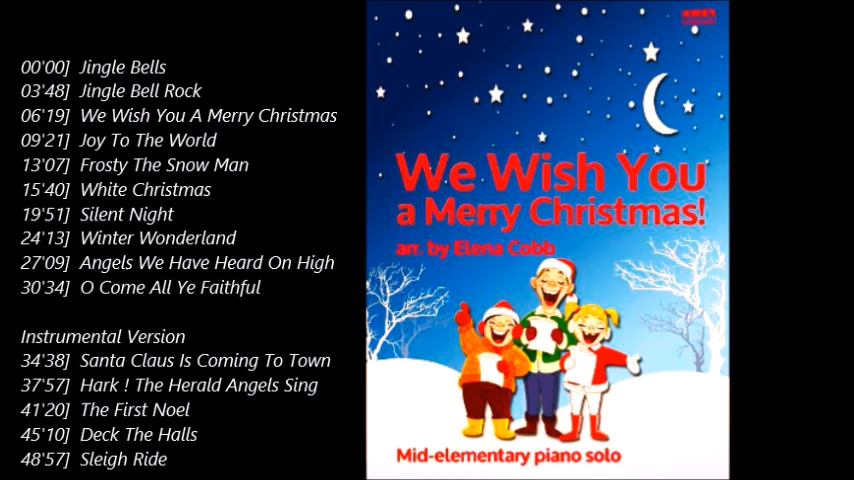 00'00] Jingle Bells
03'48] Jingle Bell Rock
06'19] We Wish You A Merry Christmas
09'21] Joy To The World
13'07] Frosty The Snow Man
15'40] White Christmas
19'51] Silent Night
24'13] Winter Wonderland
27'09] Angels We Have Heard On High
30'34] O Come All Ye Faithful
Instrumental Version
34'38] Santa Claus Is Coming To Town
37'57] Hark ! The Herald Angels Sing
41'20] The First Noel
45'10] Deck The Halls
48'57] Sleigh Ride
We Wish You
a Merry Christmas!
arr. by Elena Cobb
Mid-elementary piano solo